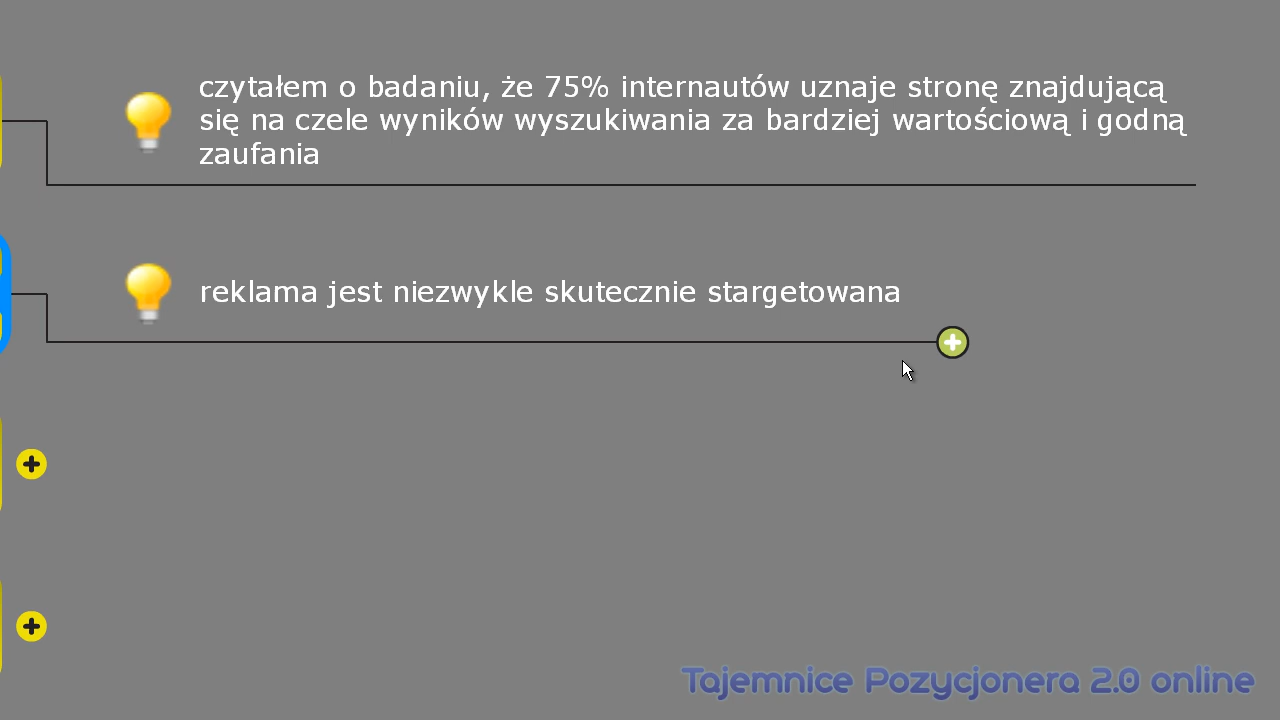 czytałem o badaniu, że 75% internautów uznaje stronę znajdującą
się na czele wyników wyszukiwania za bardziej wartościową i godną
zaufania
reklama jest niezwykle skutecznie stargetowana
Tajemnice Pozycjonera 2.0 online